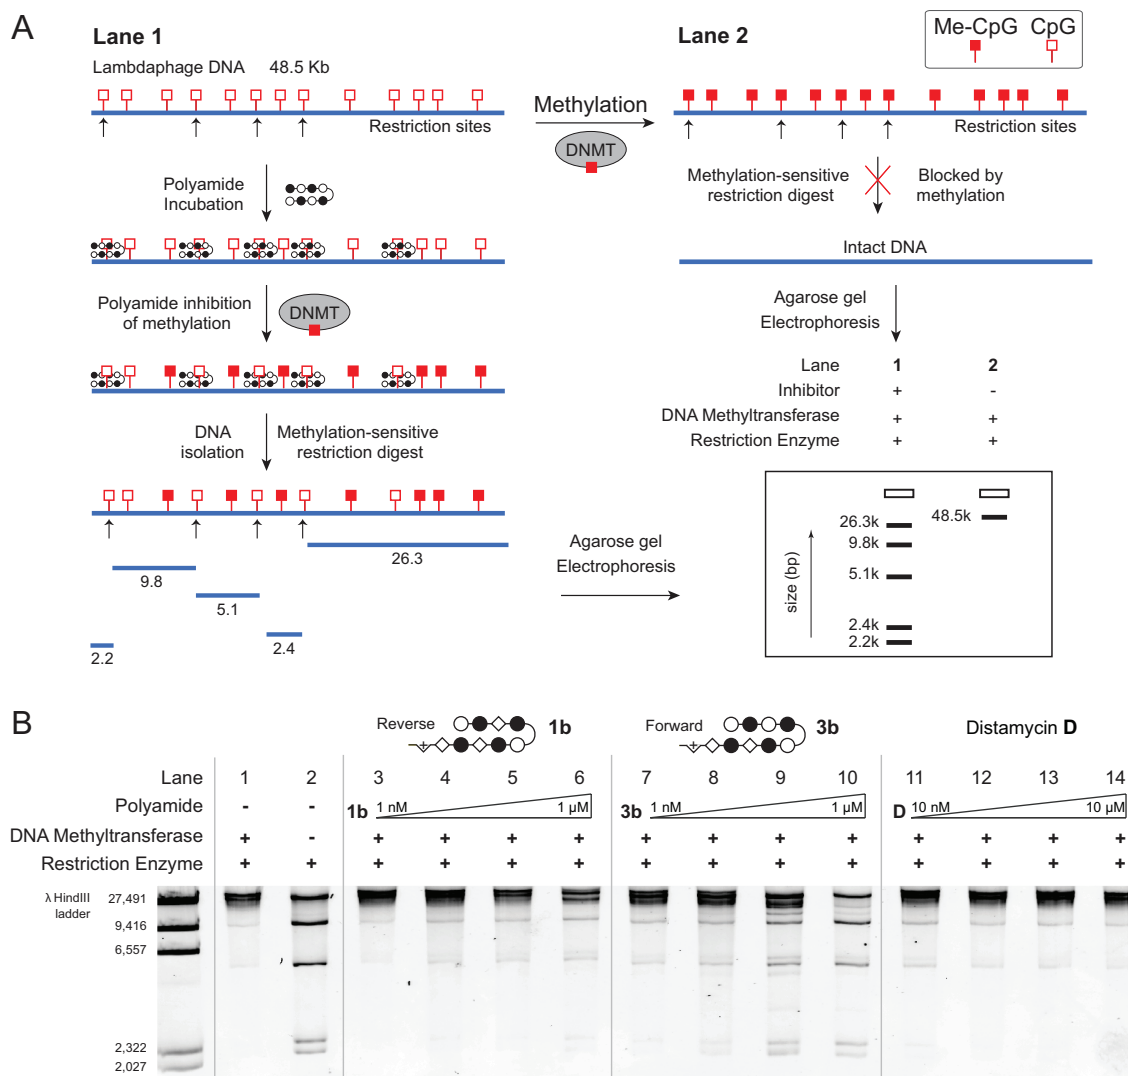 A
Lane 1
Lambdaphage DNA 48.5 Kb
Restriction sites
Polyamide
Incubation
Polyamide inhibition
of methylation
DNMT
DNA
isolation
Methylation-sensitive
restriction digest
9.8
26.3
5.1
2.2
2.4
Methylation
DNMT
Agarose gel
Electrophoresis
Lane 2
Me-CpG CpG
Restriction sites
Methylation-sensitive
restriction digest
Blocked by
methylation
Intact DNA
Agarose gel
Electrophoresis
Lane 1 2
Inhibitor + -
DNA Methyltransferase + +
Restriction Enzyme + +
size (bp)
26.3k
9.8k
5.1k
2.4k
2.2k
48.5k
B
Reverse 1b
Forward 3b
Distamycin D
Lane 1 2 3 4 5 6 7 8 9 10 11 12 13 14
Polyamide - - 1b 1 nM 1 µM 3b 1 nM 1 µM D 10 nM 10 µM
DNA Methyltransferase + - + + + + + + + + + + + +
Restriction Enzyme + + + + + + + + + + + + + +
λ HindIII
ladder
27,491
9,416
6,557
2,322
2,027